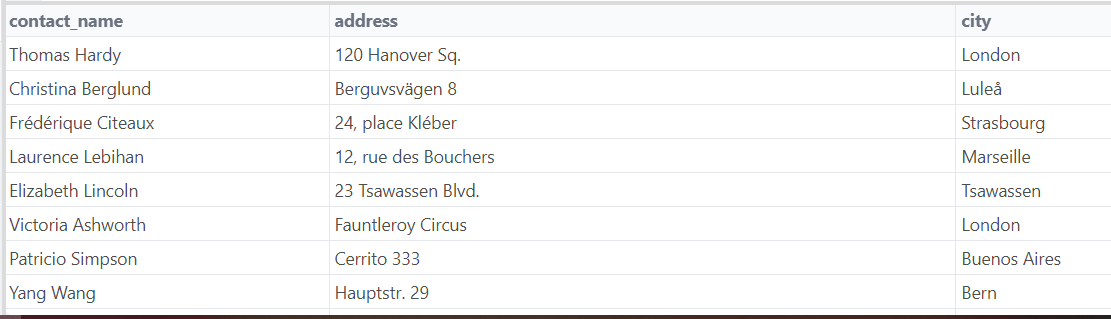 contact_name address city
Thomas Hardy 120 Hanover Sq. London
Christina Berglund Berguvsvägen 8 Luleå
Frédérique Citeaux 24, place Kléber Strasbourg
Laurence Lebihan 12, rue des Bouchers Marseille
Elizabeth Lincoln 23 Tsawassen Blvd. Tsawassen
Victoria Ashworth Fauntleroy Circus London
Patricio Simpson Cerrito 333 Buenos Aires
Yang Wang Hauptstr. 29 Bern